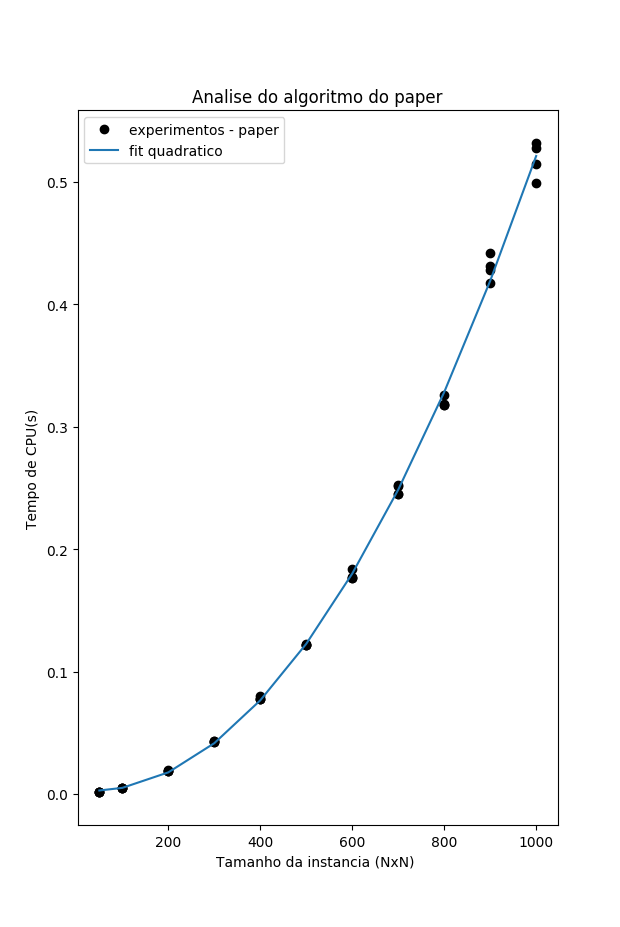 Analise do algoritmo do paper
experimentos - paper
fit quadratico
0.5
0.4
0.3
0.2
0.1
0.0
Tempo de CPU(s)
200 400 600 800 1000
Tamanho da instancia (NxN)